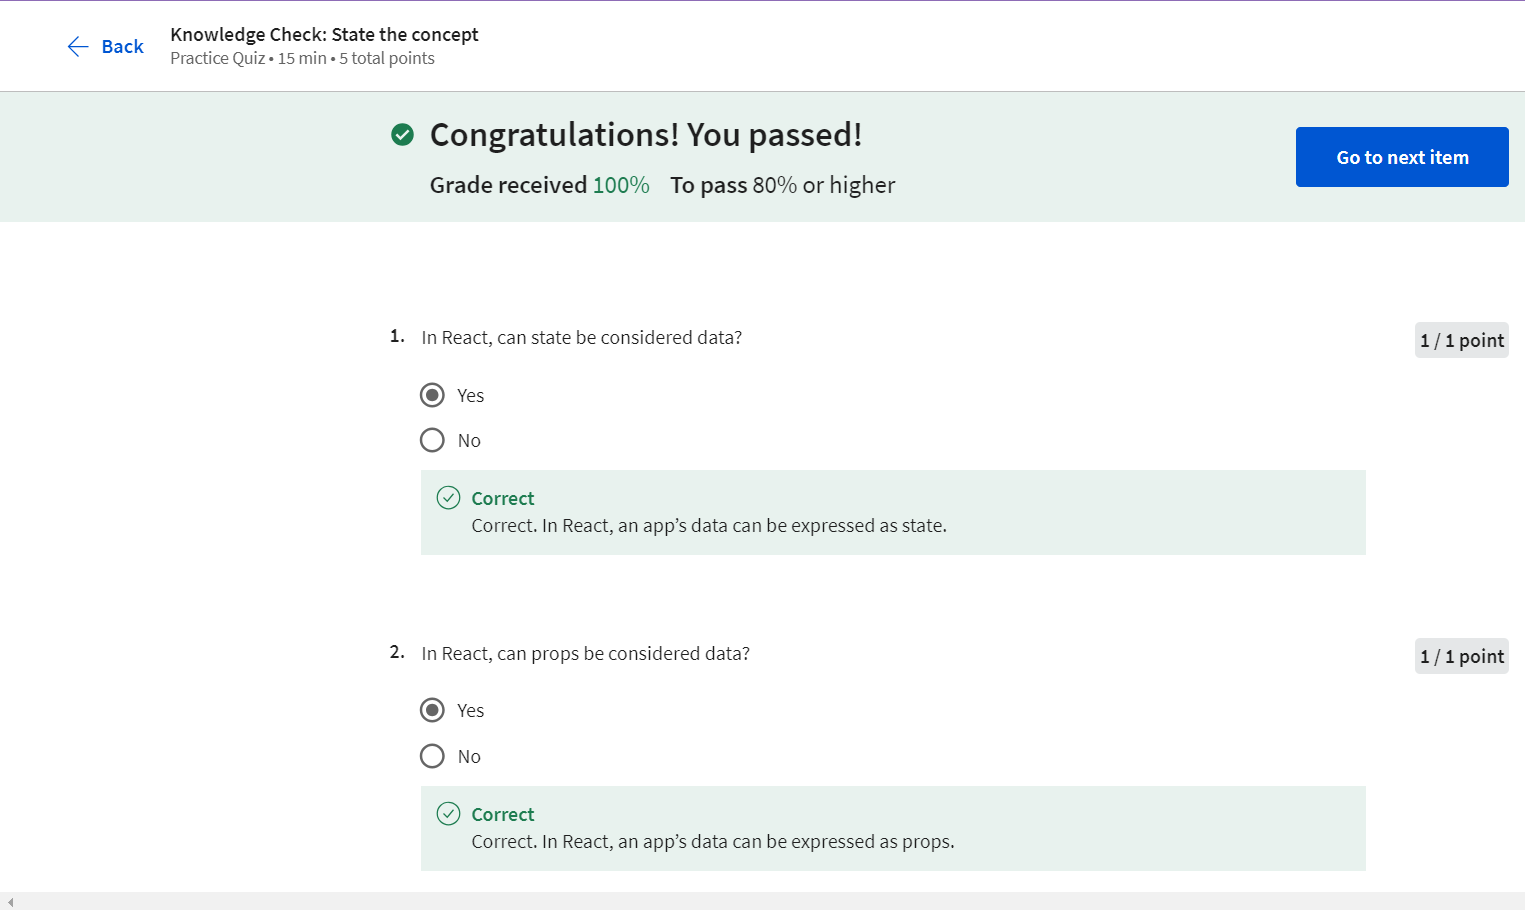 Back
Knowledge Check: State the concept
Practice Quiz • 15 min • 5 total points
Congratulations! You passed!
Grade received 100% To pass 80% or higher
Go to next item
1. In React, can state be considered data?
1 / 1 point
Yes
No
Correct
Correct. In React, an app’s data can be expressed as state.
2. In React, can props be considered data?
1 / 1 point
Yes
No
Correct
Correct. In React, an app’s data can be expressed as props.